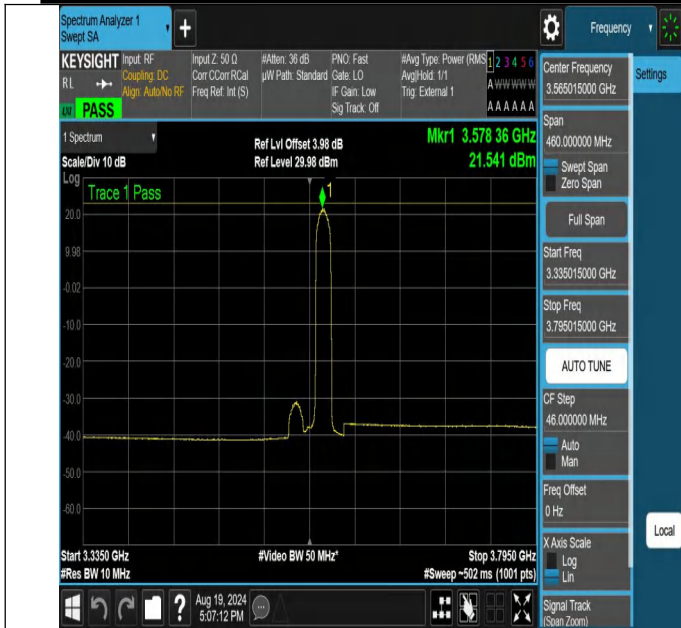 Spectrum Analyzer 1
Swept SA
+
Frequency
KEYSIGHT
RL
PASS
Input: RF
Coupling: DC
Align: Auto/No RF
Input Z: 50 Ω
Corr CCorr RCal
Freq Ref: Int (S)
#Atten: 36 dB
µW Path: Standard
PNO: Fast
Gate: LO
IF Gain: Low
Sig Track: Off
#Avg Type: Power (RMS
Avg|Hold: 1/1
Trig: External 1
1 2 3 4 5 6
A W W W W W
A A A A A A
1 Spectrum
Scale/Div 10 dB
Log
Ref Lvl Offset 3.98 dB
Ref Level 29.98 dBm
Mkr1 3.578 36 GHz
21.541 dBm
Trace 1 Pass
1
20.0
9.98
-0.02
-10.0
-20.0
-30.0
-40.0
-50.0
-60.0
Start 3.3350 GHz
#Res BW 10 MHz
#Video BW 50 MHz*
Stop 3.7950 GHz
#Sweep ~502 ms (1001 pts)
Aug 19, 2024
5:07:12 PM
Center Frequency
3.565015000 GHz
Settings
Span
460.000000 MHz
Swept Span
Zero Span
Full Span
Start Freq
3.335015000 GHz
Stop Freq
3.795015000 GHz
AUTO TUNE
CF Step
46.000000 MHz
Auto
Man
Freq Offset
0 Hz
X Axis Scale
Log
Lin
Local
Signal Track
(Span Zoom)